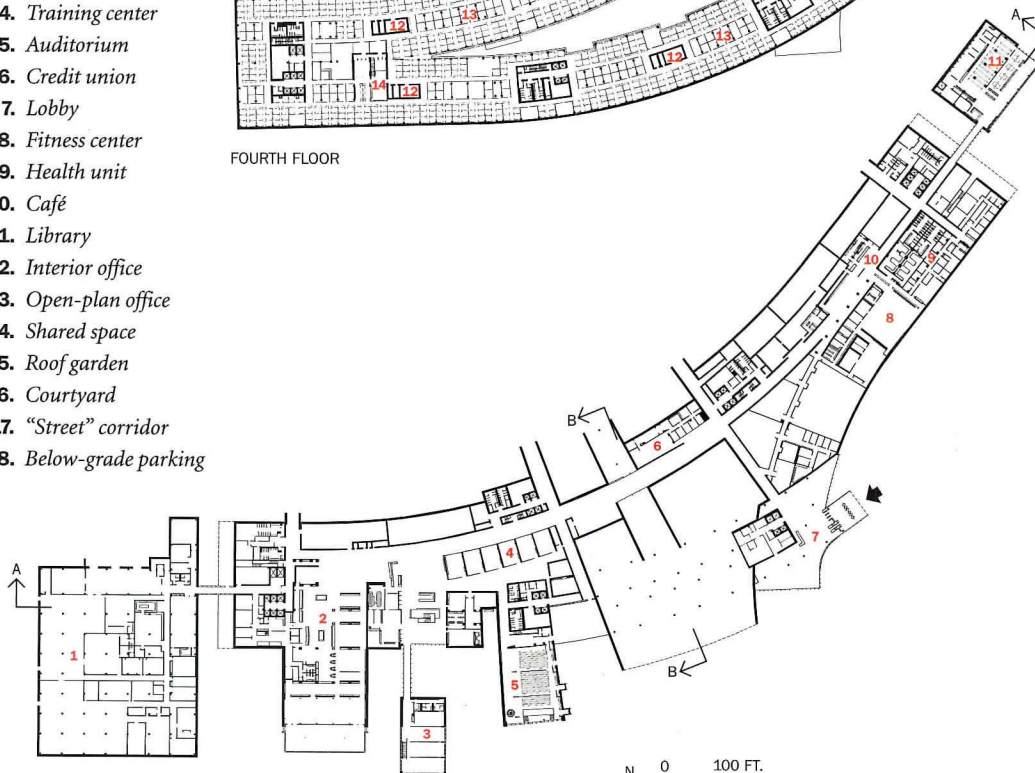 4. Training center
5. Auditorium
6. Credit union
7. Lobby
8. Fitness center
9. Health unit
0. Café
1. Library
2. Interior office
3. Open-plan office
4. Shared space
5. Roof garden
6. Courtyard
7. “Street” corridor
8. Below-grade parking
12
13
12
13
14
12
FOURTH FLOOR
A
11
10
9
8
B
6
7
4
A
2
1
5
B
3
N
0
100 FT.